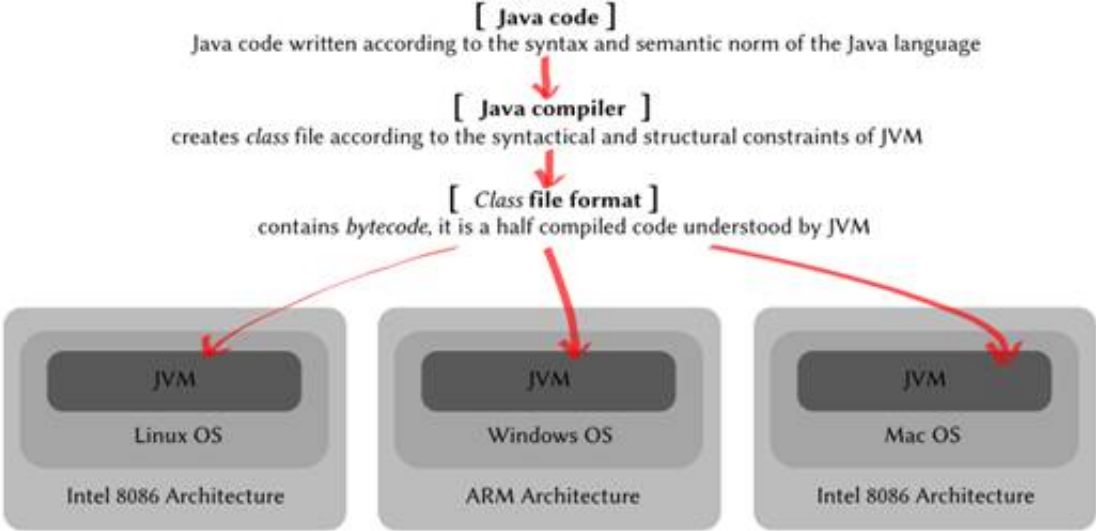 [ Java code ]
Java code written according to the syntax and semantic norm of the Java language
[ Java compiler ]
creates class file according to the syntactical and structural constraints of JVM
[ Class file format ]
contains bytecode, it is a half compiled code understood by JVM
JVM
Linux OS
Intel 8086 Architecture
JVM
Windows OS
ARM Architecture
JVM
Mac OS
Intel 8086 Architecture